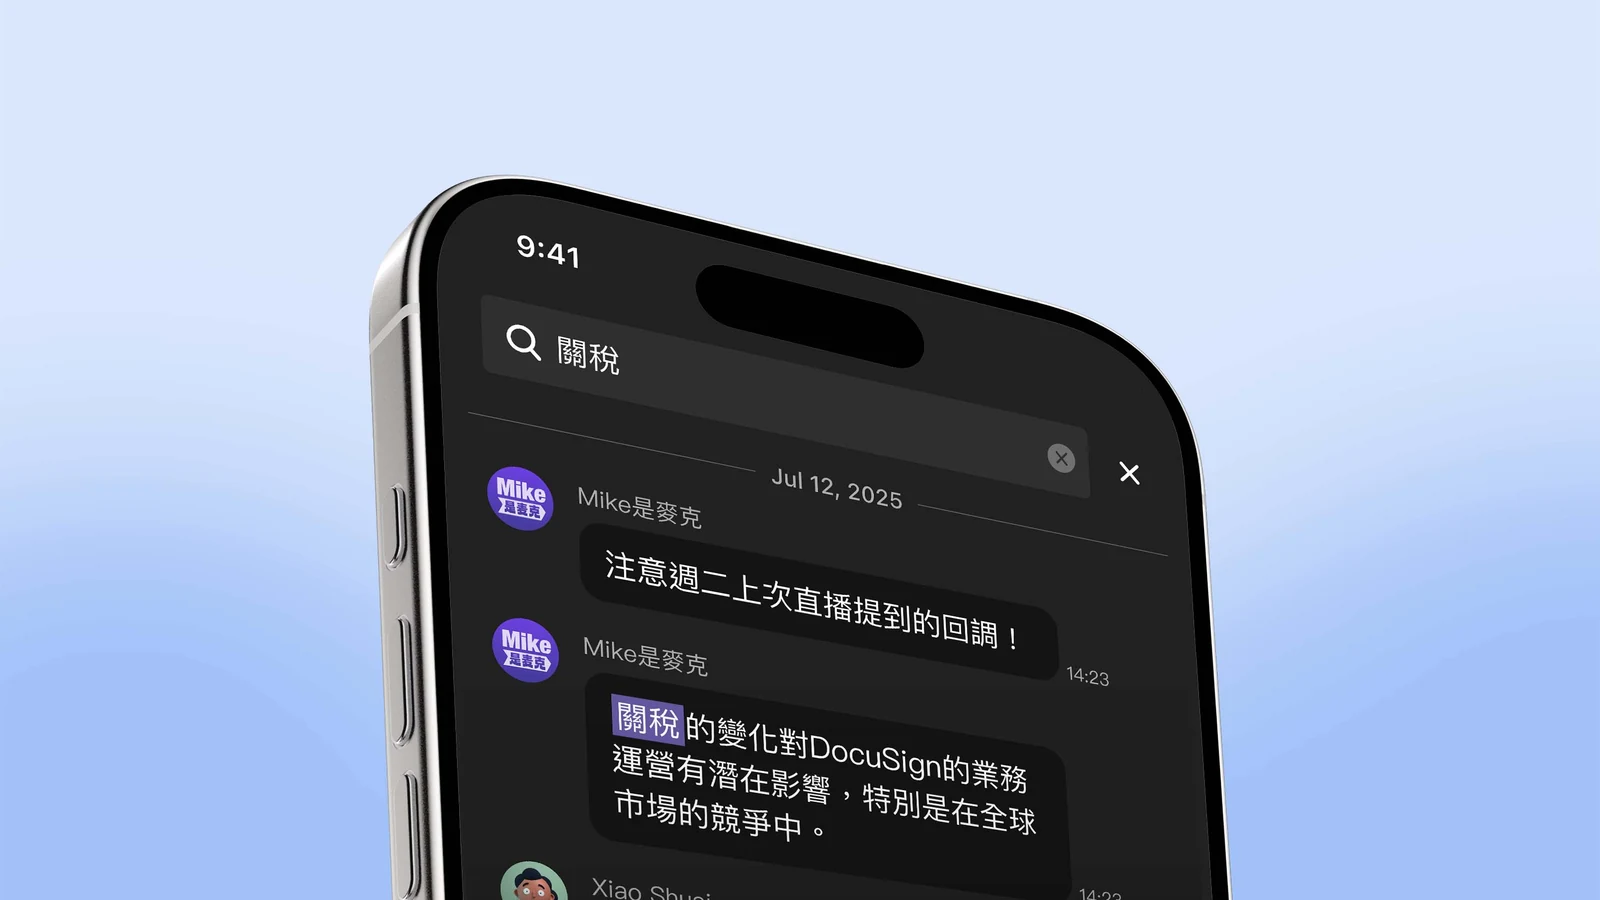 9:41
關稅
Jul 12, 2025
Mike
是麥克
Mike是麥克
注意週二上次直播提到的回調！
14:23
Mike
是麥克
Mike是麥克
關稅的變化對DocuSign的業務
運營有潛在影響，特別是在全球
市場的競爭中。
14:23
Xiao